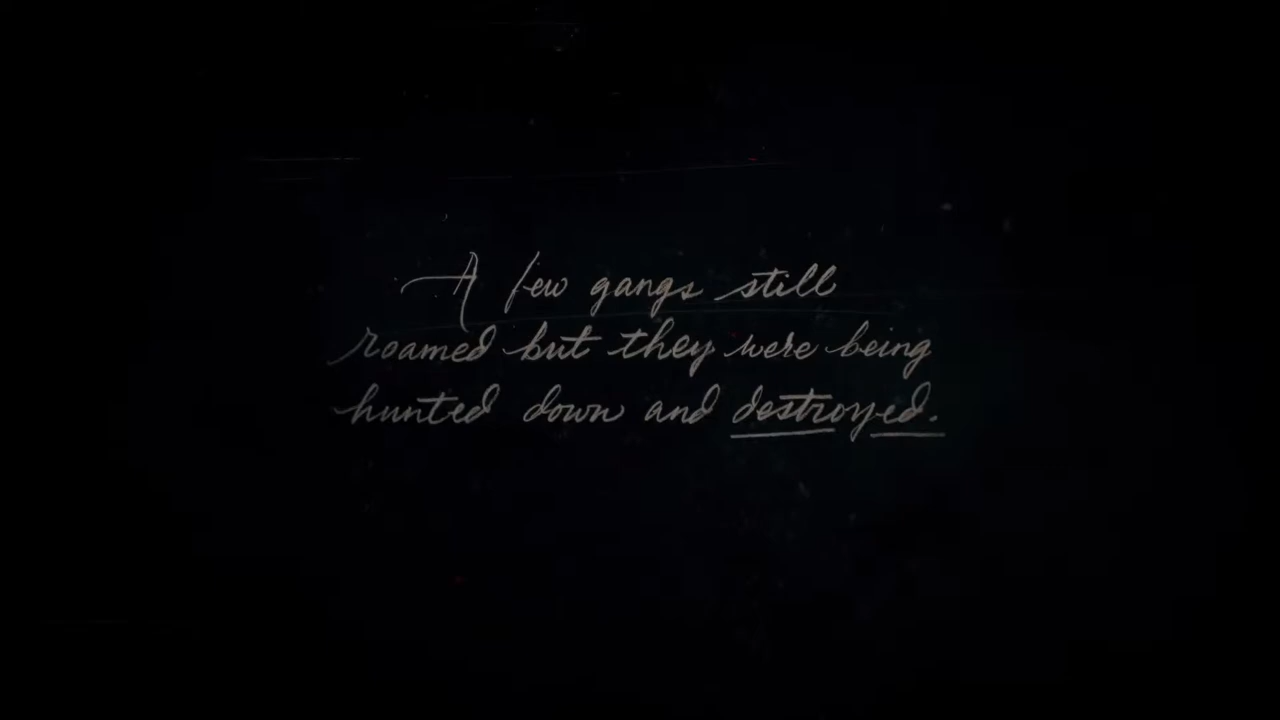 A few gangs still
roamed but they were being
hunted down and destroyed.